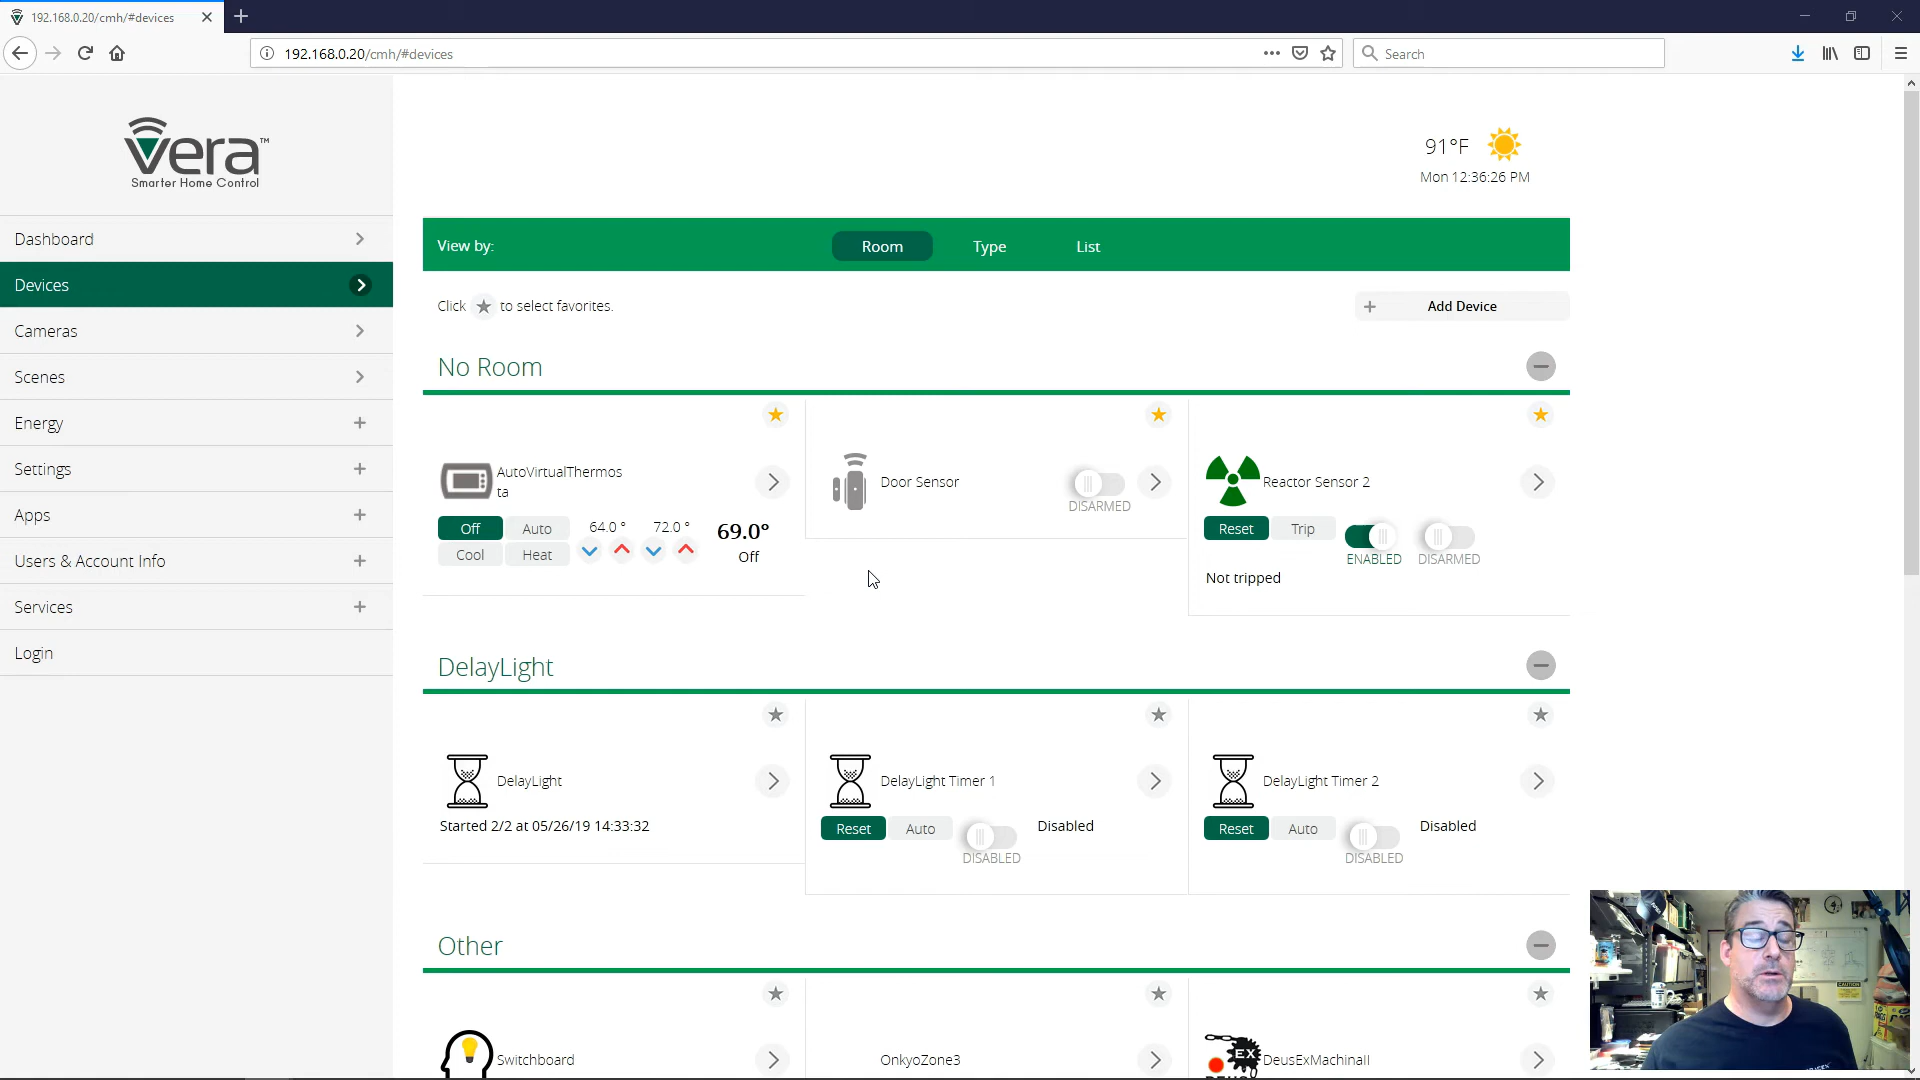 192.168.0.20/cmh/#devices
192.168.0.20/cmh/#devices
Search
Vera™
Smarter Home Control
91°F
Mon 12:36:26 PM
Dashboard
Devices
Cameras
Scenes
Energy
Settings
Apps
Users & Account Info
Services
Login
View by:
Room
Type
List
Click ★ to select favorites.
Add Device
No Room
AutoVirtualThermos
ta
Off
Auto
Cool
Heat
64.0 °
72.0 °
69.0°
Off
Door Sensor
DISARMED
Reactor Sensor 2
Reset
Trip
ENABLED
DISARMED
Not tripped
DelayLight
DelayLight
Started 2/2 at 05/26/19 14:33:32
DelayLight Timer 1
Reset
Auto
DISABLED
Disabled
DelayLight Timer 2
Reset
Auto
DISABLED
Disabled
Other
Switchboard
OnkyoZone3
EX
DeusExMachinaII
CAUTION